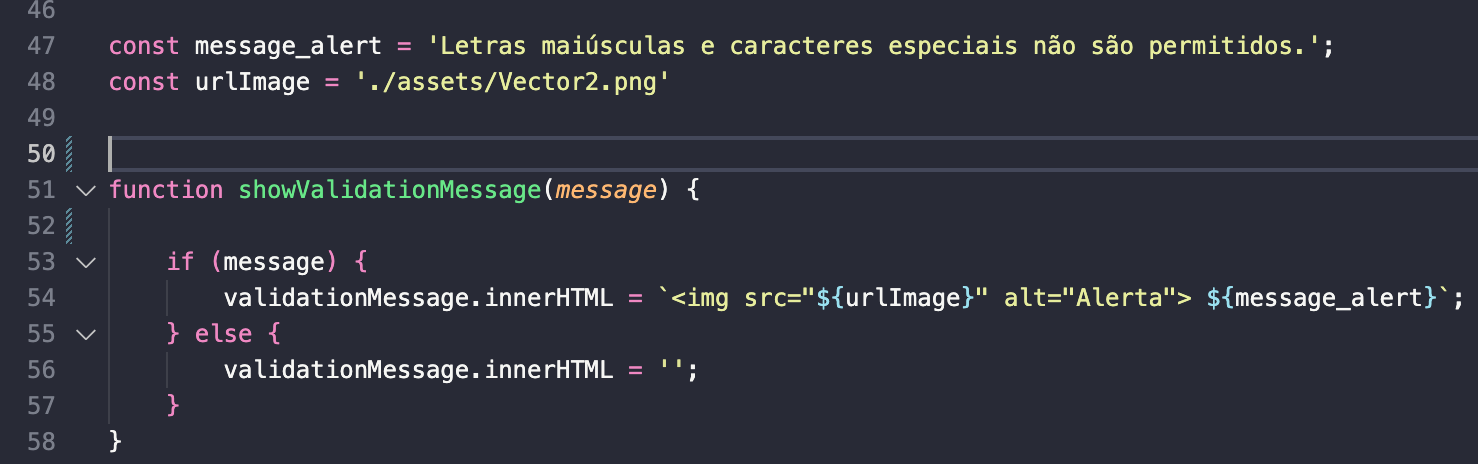 46
47 const message_alert = 'Letras maiúsculas e caracteres especiais não são permitidos.';
48 const urlImage = './assets/Vector2.png'
49
50
51 function showValidationMessage(message) {
52
53     if (message) {
54         validationMessage.innerHTML = `<img src="${urlImage}" alt="Alerta"> ${message_alert}`;
55     } else {
56         validationMessage.innerHTML = '';
57     }
58 }